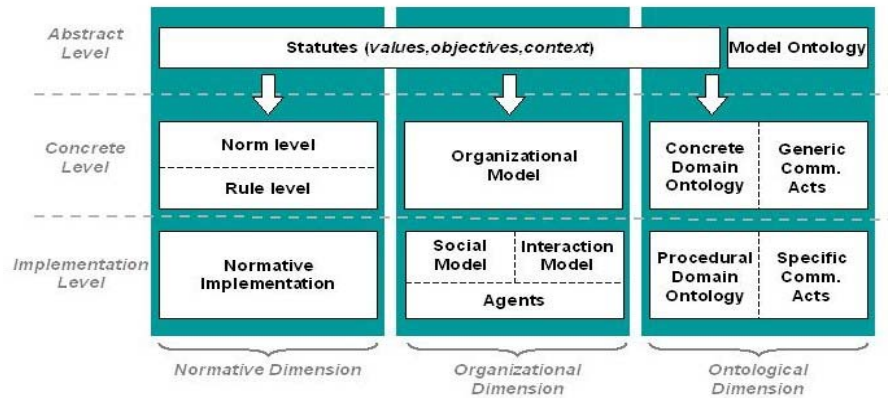 Abstract
Level
Statutes (values,objectives,context)
Model Ontology
Concrete
Level
Norm level
Rule level
Organizational
Model
Concrete
Domain
Ontology
Generic
Comm.
Acts
Implementation
Level
Normative
Implementation
Social
Model
Interaction
Model
Agents
Procedural
Domain
Ontology
Specific
Comm.
Acts
Normative Dimension
Organizational
Dimension
Ontological
Dimension